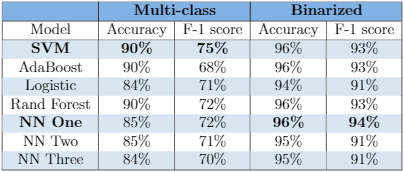 Multi-class Binarized
Model Accuracy F-1 score Accuracy F-1 score
SVM 90% 75% 96% 93%
AdaBoost 90% 68% 96% 93%
Logistic 84% 71% 94% 91%
Rand Forest 90% 72% 96% 93%
NN One 85% 72% 96% 94%
NN Two 85% 71% 95% 91%
NN Three 84% 70% 95% 91%